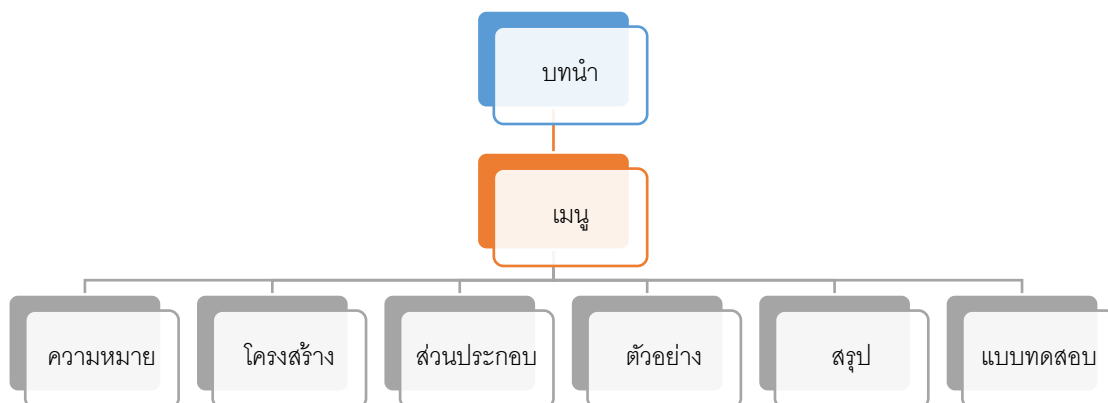 บทนำ
เมนู
ความหมาย
โครงสร้าง
ส่วนประกอบ
ตัวอย่าง
สรุป
แบบทดสอบ